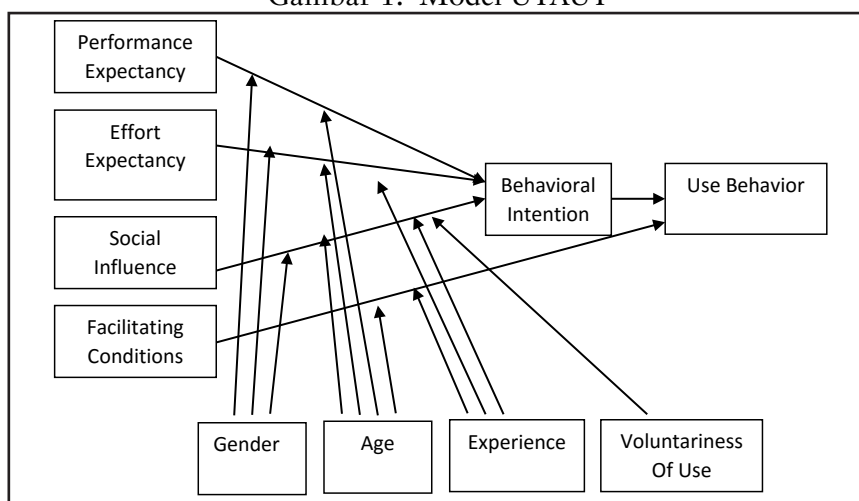 Gambar 1. Model UTAUT
Performance
Expectancy
Effort
Expectancy
Social
Influence
Facilitating
Conditions
Behavioral
Intention
Use Behavior
Gender
Age
Experience
Voluntariness
Of Use